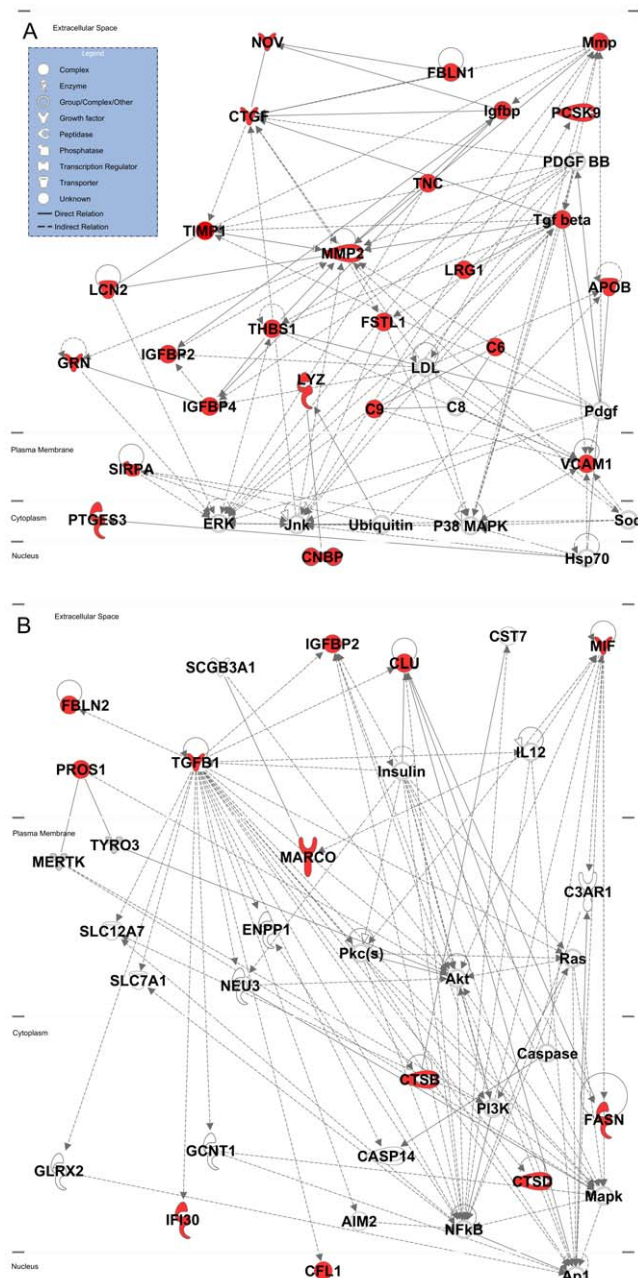 A
Extracellular Space
Legend
Complex
Enzyme
Group/Complex/Other
Growth factor
Peptidase
Phosphatase
Transcription Regulator
Transporter
Unknown
Direct Relation
Indirect Relation
NOV
Mmp
FBLN1
CTGF
Igfbp
PCSK9
PDGF BB
TNC
Tgf beta
TIMP1
MMP2
LRG1
LCN2
APOB
THBS1
FSTL1
GRN
IGFBP2
C6
LDL
LYZ
IGFBP4
C9
C8
Pdgf
Plasma Membrane
SIRPA
VCAM1
Cytoplasm
PTGES3
ERK
Jnk
Ubiquitin
P38 MAPK
Sod
Nucleus
CNBP
Hsp70
B
Extracellular Space
IGFBP2
CST7
MIF
SCGB3A1
CLU
FBLN2
IL12
PROS1
TGFB1
Insulin
Plasma Membrane
TYRO3
MERTK
MARCO
C3AR1
SLC12A7
ENPP1
Pkc(s)
Ras
SLC7A1
NEU3
Akt
Cytoplasm
Caspase
CTSB
PI3K
FASN
GCNT1
CASP14
GLRX2
CTSD
Mapk
IFI30
AIM2
NFkB
Nucleus
CFL1
Ap1